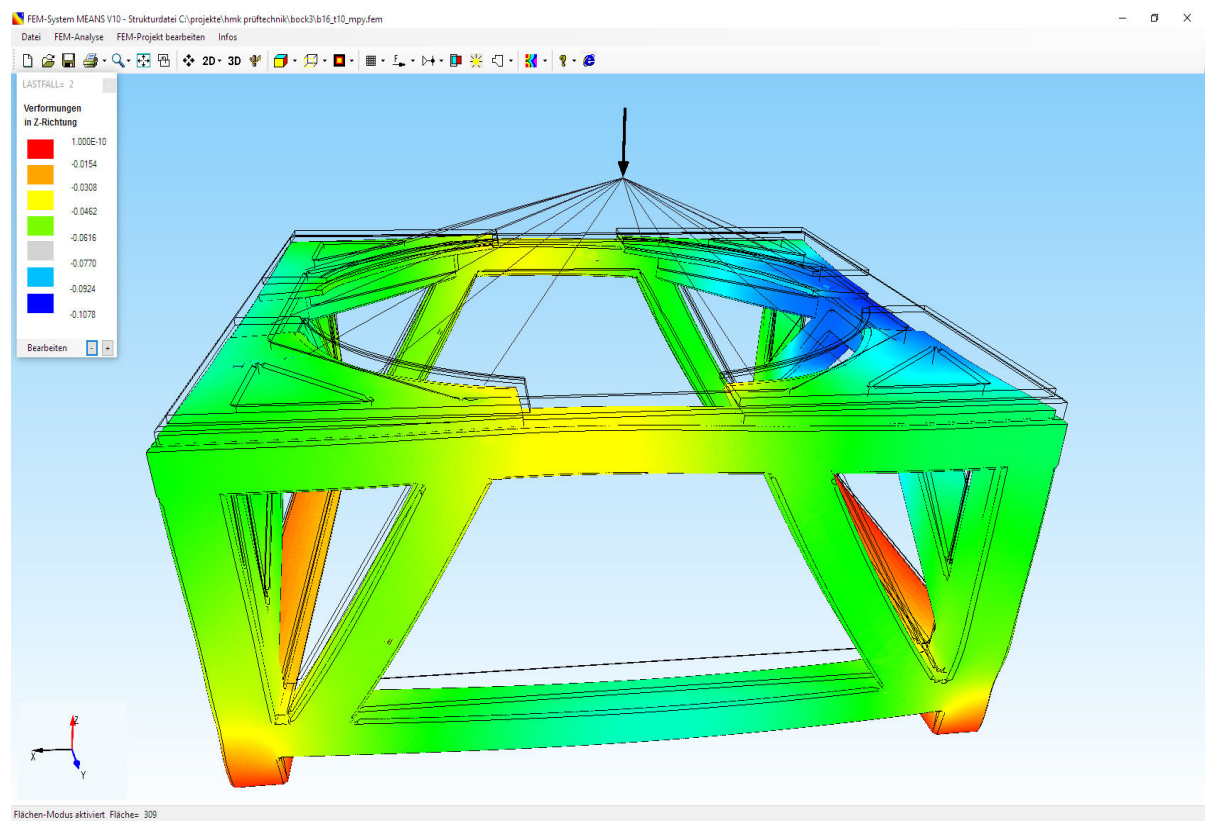 FEM-System MEANS V10 - Strukturdatei C:\projekte\hmk prüftechnik\bock3\b16_t10_mpy.fem
Datei FEM-Analyse FEM-Projekt bearbeiten Infos
2D 3D
LASTFALL= 2
Verformungen
in Z-Richtung
1.000E-10
-0.0154
-0.0308
-0.0462
-0.0616
-0.0770
-0.0924
-0.1078
Bearbeiten - +
Z
X
Y
Flächen-Modus aktiviert Fläche= 309